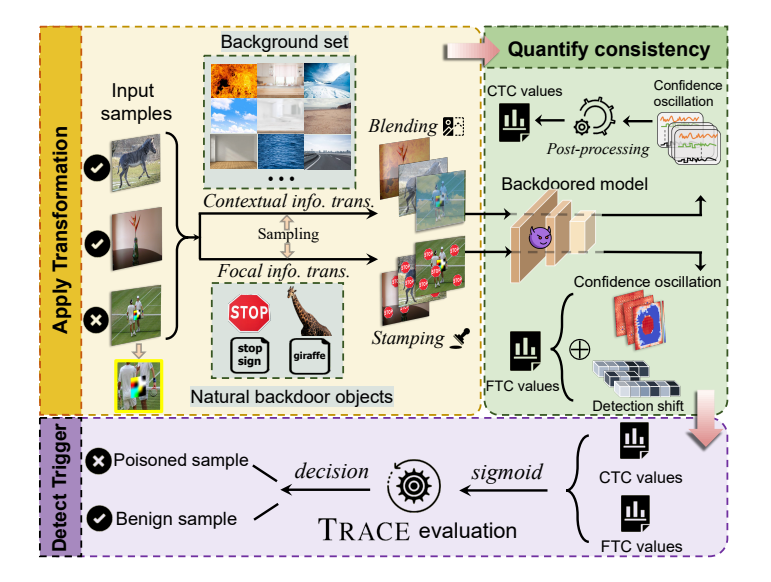 Apply Transformation
Input
samples
Background set
Contextual info. trans.
Sampling
Focal info. trans.
STOP
stop
sign
giraffe
Natural backdoor objects
Blending
Stamping
Quantify consistency
CTC values
Post-processing
Confidence
oscillation
Backdoored model
Confidence oscillation
FTC values
Detection shift
Detect Trigger
Poisoned sample
Benign sample
decision
TRACE evaluation
sigmoid
CTC values
FTC values